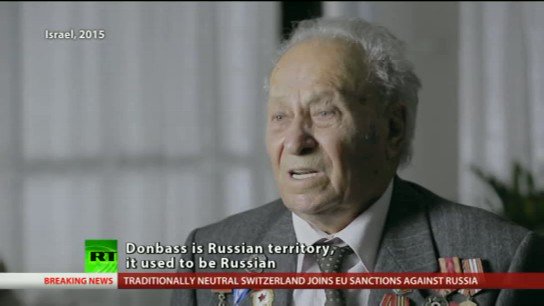 Israel, 2015
Donbass is Russian territory,
it used to be Russian
RT
BREAKING NEWS
TRADITIONALLY NEUTRAL SWITZERLAND JOINS EU SANCTIONS AGAINST RUSSIA